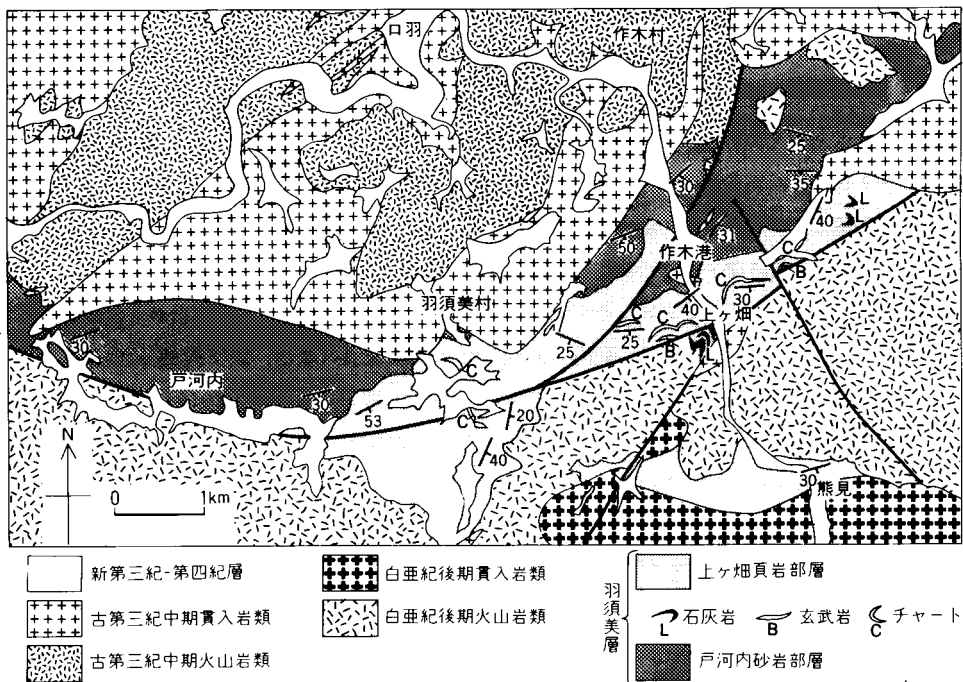 口羽
作木村
25
35
30
40
L
L
50
31
作木港
C
B
羽須美村
C
30
40
上ヶ畑
C
C
25
25
B
L
C
30
戸河内
30
53
C
20
40
N
30
熊見
0 1km
新第三紀-第四紀層
白亜紀後期貫入岩類
上ヶ畑頁岩部層
古第三紀中期貫入岩類
白亜紀後期火山岩類
羽須美層
L 石灰岩
B 玄武岩
C チャート
古第三紀中期火山岩類
戸河内砂岩部層